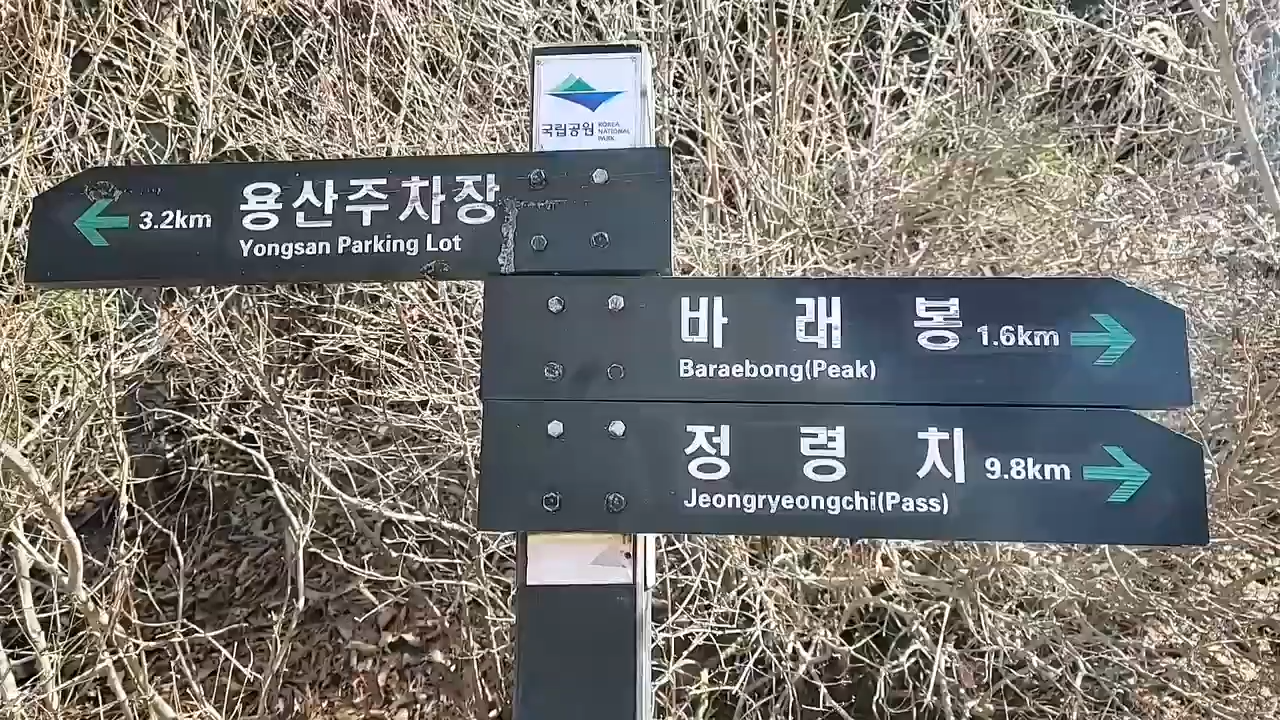 국립공원
KOREA
NATIONAL
PARK
3.2km 용산주차장
Yongsan Parking Lot
바래봉 1.6km
Baraebong(Peak)
정령치 9.8km
Jeongryeongchi(Pass)